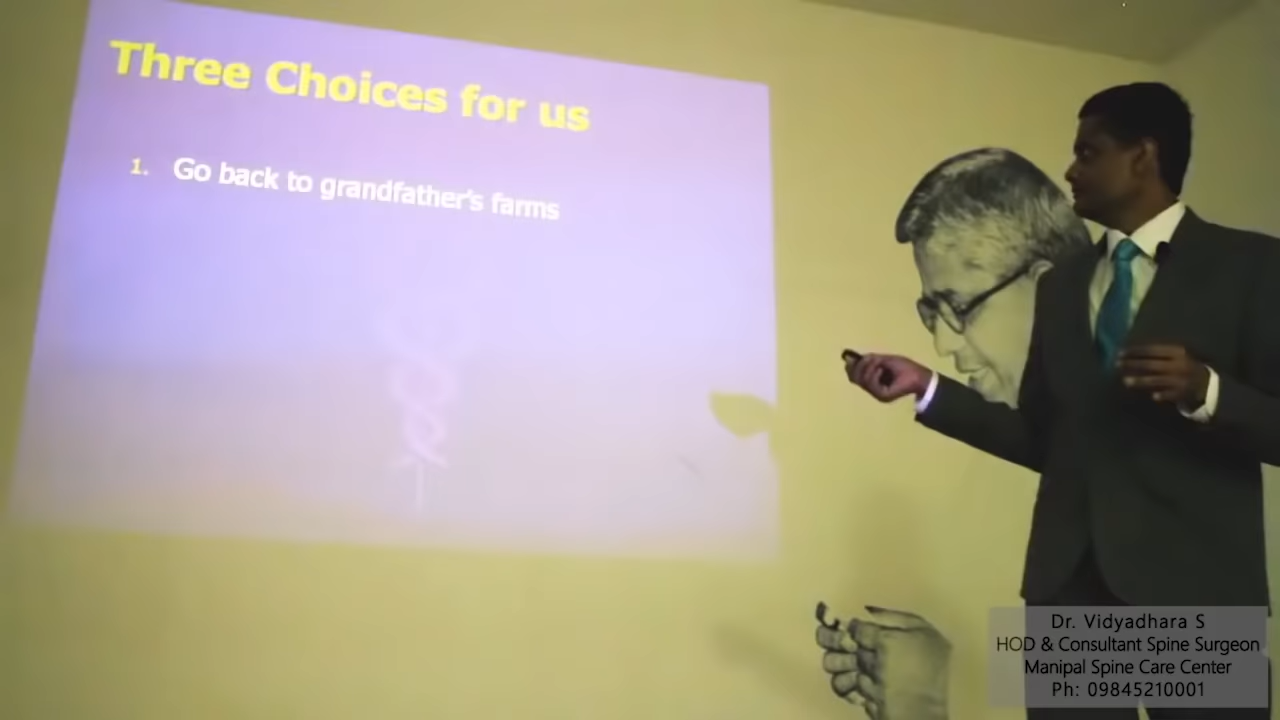 Three Choices for us
1. Go back to grandfather's farms
Dr. Vidyadhara S
HOD & Consultant Spine Surgeon
Manipal Spine Care Center
Ph: 09845210001